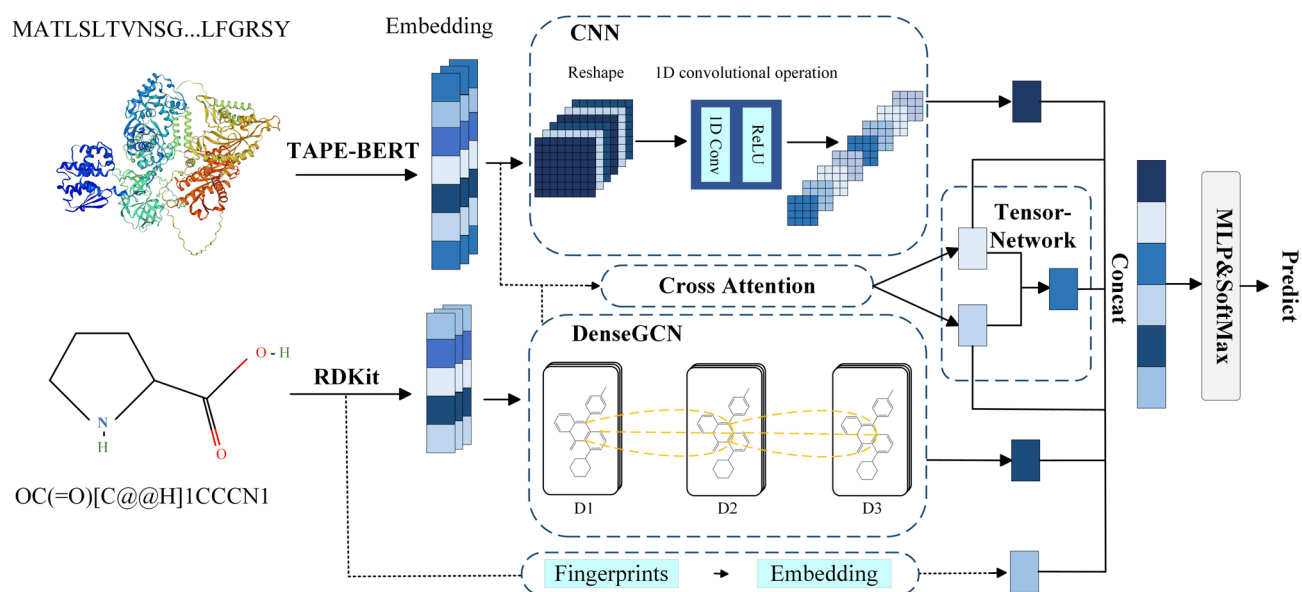 MATLSLTVNSG...LFGRSY
Embedding
CNN
Reshape
1D convolutional operation
1D Conv
ReLU
TAPE-BERT
Tensor-
Network
Cross Attention
Concat
MLP&SoftMax
Predict
DenseGCN
RDKit
O-H
N
H
O
D1
D2
D3
OC(=O)[C@@H]1CCCN1
Fingerprints
Embedding